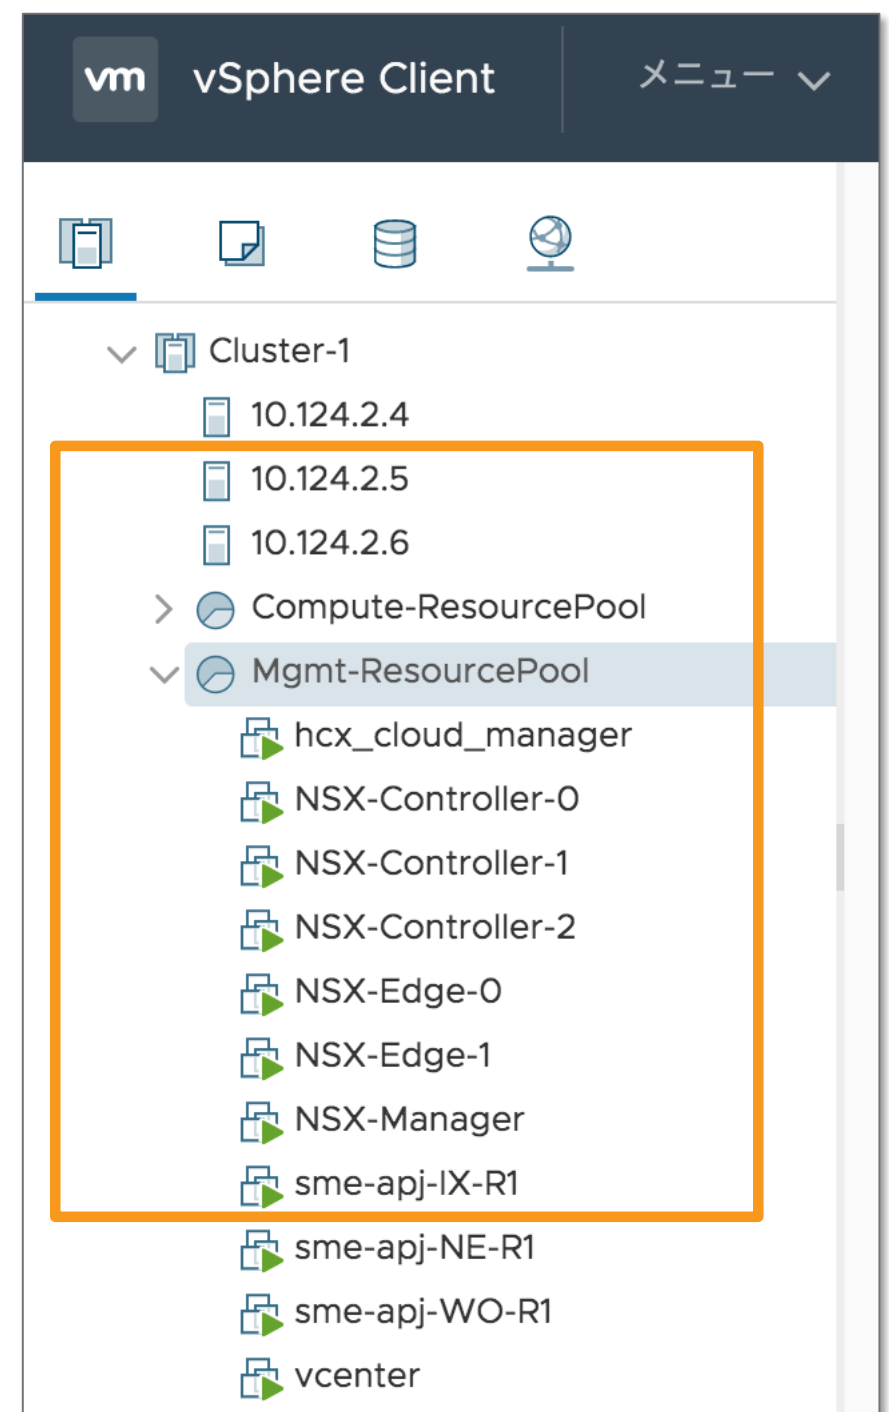 vm vSphere Client メニュー
Cluster-1
10.124.2.4
10.124.2.5
10.124.2.6
Compute-ResourcePool
Mgmt-ResourcePool
hcx_cloud_manager
NSX-Controller-0
NSX-Controller-1
NSX-Controller-2
NSX-Edge-0
NSX-Edge-1
NSX-Manager
sme-apj-IX-R1
sme-apj-NE-R1
sme-apj-WO-R1
vcenter